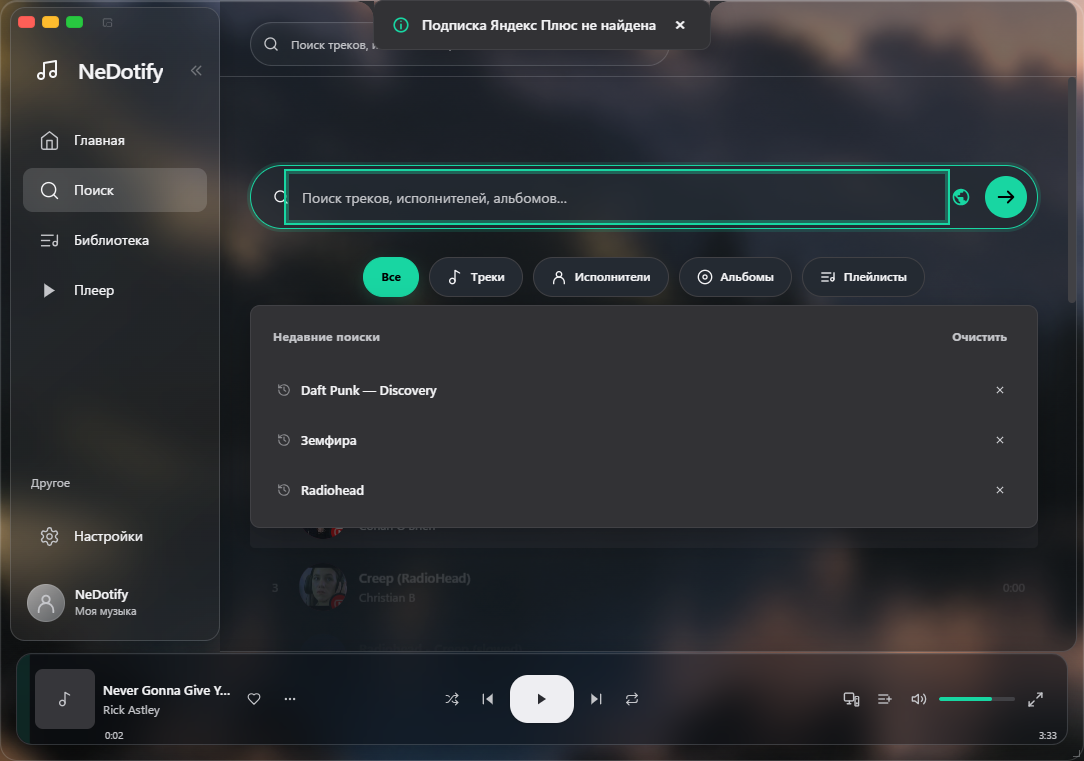 Подписка Яндекс Плюс не найдена
Поиск треков,
NeDotify
Главная
Поиск
Библиотека
Плеер
Другое
Настройки
NeDotify
Моя музыка
Поиск треков, исполнителей, альбомов...
Все
Треки
Исполнители
Альбомы
Плейлисты
Недавние поиски
Очистить
Daft Punk — Discovery
Земфира
Radiohead
3
Creep (RadioHead)
Christian B
0:00
Never Gonna Give Y...
Rick Astley
0:02
3:33